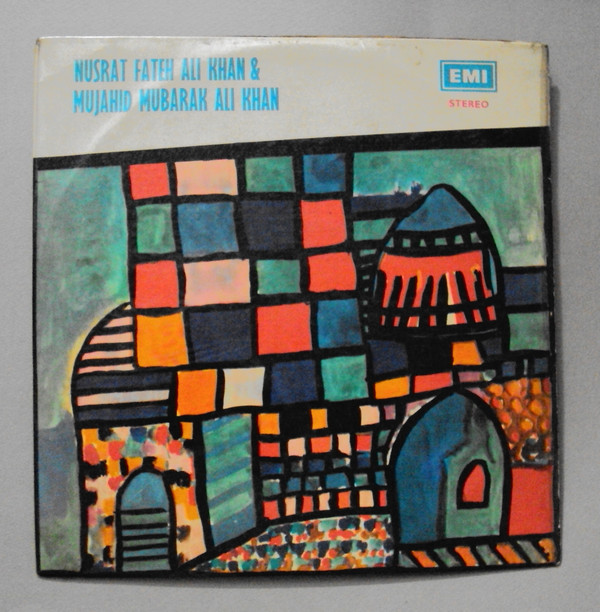 NUSRAT FATEH ALI KHAN &
MUJAHID MUBARAK ALI KHAN
EMI
STEREO